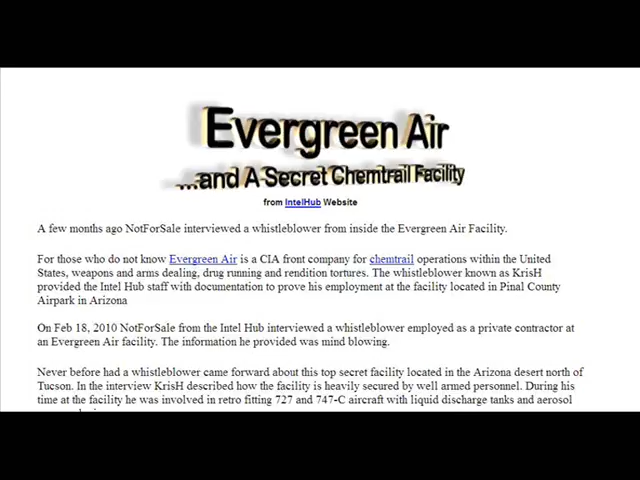 Evergreen Air
...and A Secret Chemtrail Facility
from IntelHub Website
A few months ago NotForSale interviewed a whistleblower from inside the Evergreen Air Facility.
For those who do not know Evergreen Air is a CIA front company for chemtrail operations within the United
States, weapons and arms dealing, drug running and rendition tortures. The whistleblower known as KrisH
provided the Intel Hub staff with documentation to prove his employment at the facility located in Pinal County
Airpark in Arizona
On Feb 18, 2010 NotForSale from the Intel Hub interviewed a whistleblower employed as a private contractor at
an Evergreen Air facility. The information he provided was mind blowing.
Never before had a whistleblower came forward about this top secret facility located in the Arizona desert north of
Tucson. In the interview KrisH described how the facility is heavily secured by well armed personnel. During his
time at the facility he was involved in retro fitting 727 and 747-C aircraft with liquid discharge tanks and aerosol